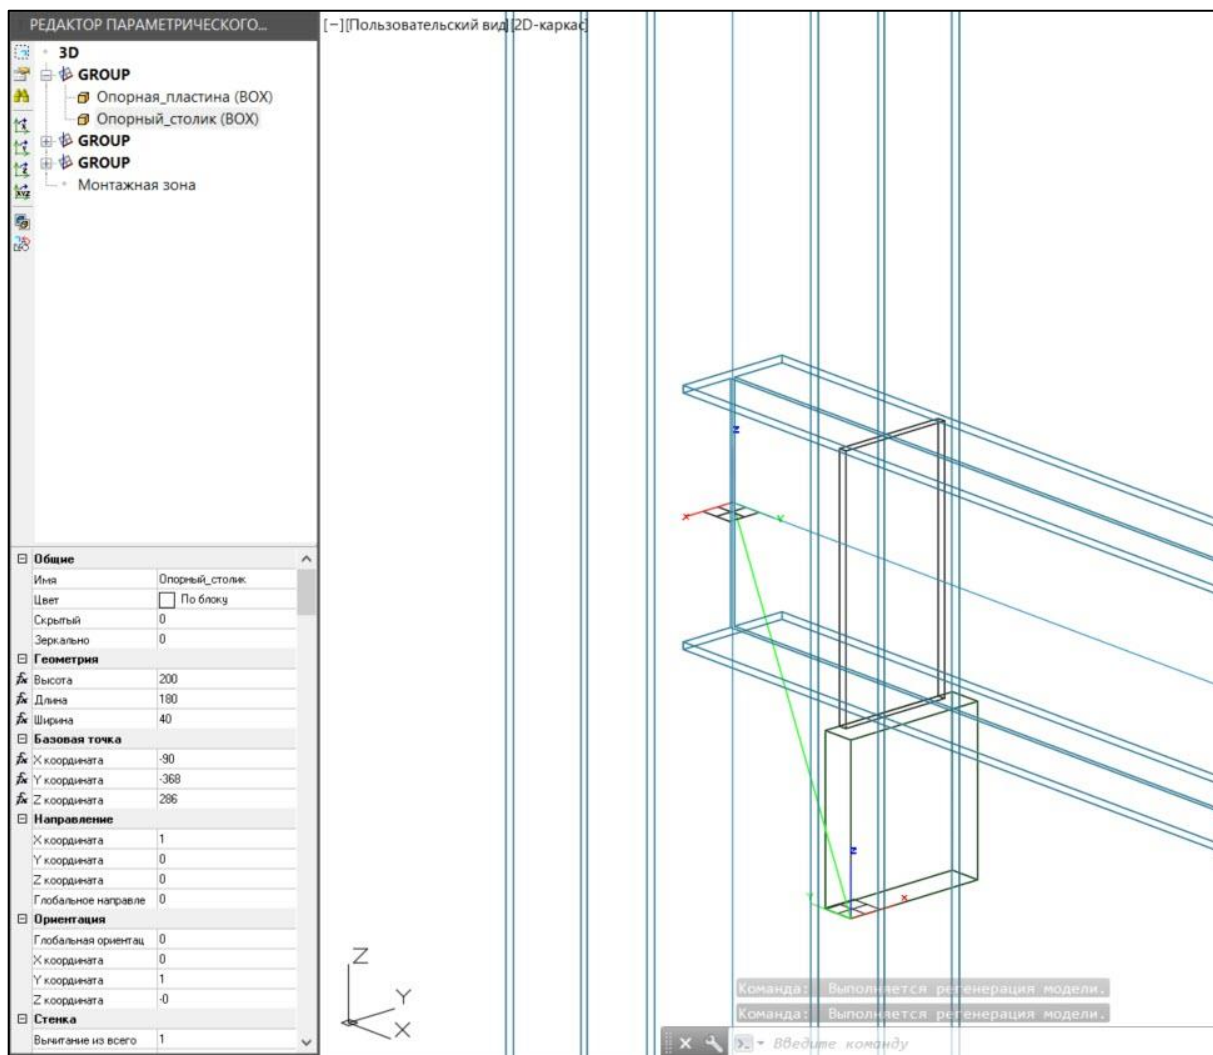 РЕДАКТОР ПАРАМЕТРИЧЕСКОГО...
3D
GROUP
Опорная_пластина (BOX)
Опорный_столик (BOX)
GROUP
GROUP
Монтажная зона
Общие
Имя Опорный_столик
Цвет По блоку
Скрытый 0
Зеркально 0
Геометрия
Высота 200
Длина 180
Ширина 40
Базовая точка
X координата -90
Y координата -368
Z координата 286
Направление
X координата 1
Y координата 0
Z координата 0
Глобальное направле 0
Ориентация
Глобальная ориентац 0
X координата 0
Y координата 1
Z координата -0
Стенка
Вычитание из всего 1
[−][Пользовательский вид][2D-каркас]
Z
X
Y
Z
Y
X
Z
Y
X
Команда: Выполняется регенерация модели.
Команда: Выполняется регенерация модели.
Введите команду